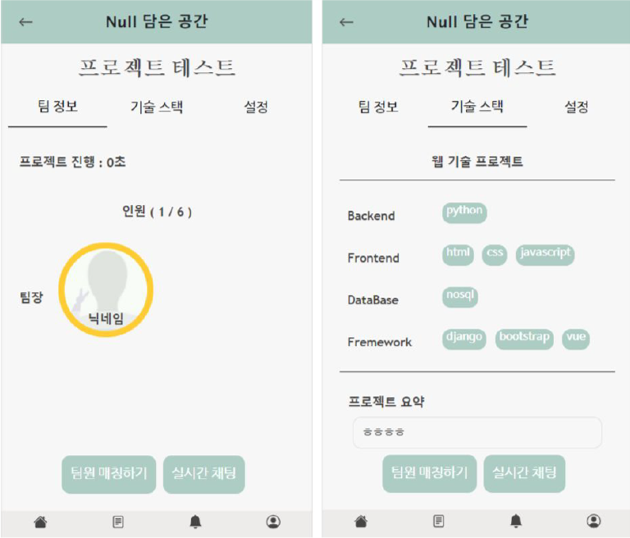 Null 담은 공간
프로젝트 테스트
팀 정보 기술 스택 설정
프로젝트 진행 : 0초
인원 ( 1 / 6 )
팀장
닉네임
팀원 매칭하기 실시간 채팅
Null 담은 공간
프로젝트 테스트
팀 정보 기술 스택 설정
웹 기술 프로젝트
Backend python
Frontend html css javascript
DataBase nosql
Fremework django bootstrap vue
프로젝트 요약
ㅎㅎㅎㅎ
팀원 매칭하기 실시간 채팅